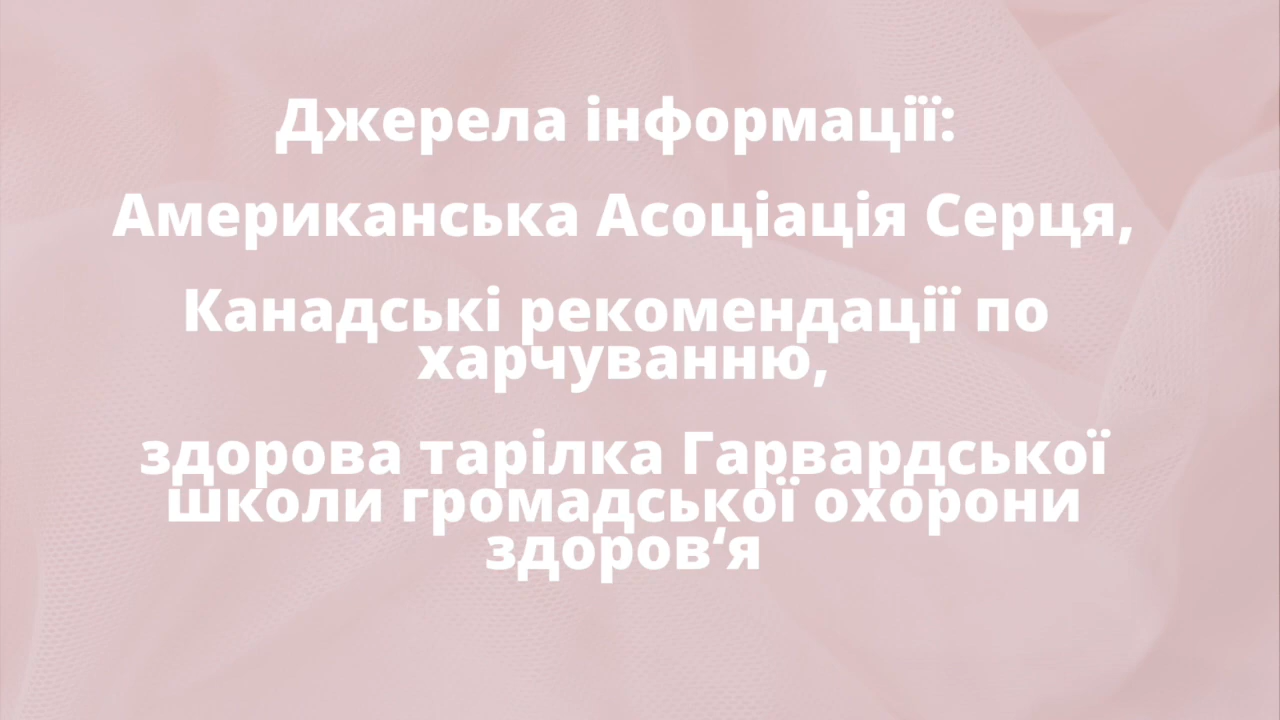 Джерела інформації:
Американська Асоціація Серця,
Канадські рекомендації по
харчуванню,
здорова тарілка Гарвардської
школи громадської охорони
здоров‘я